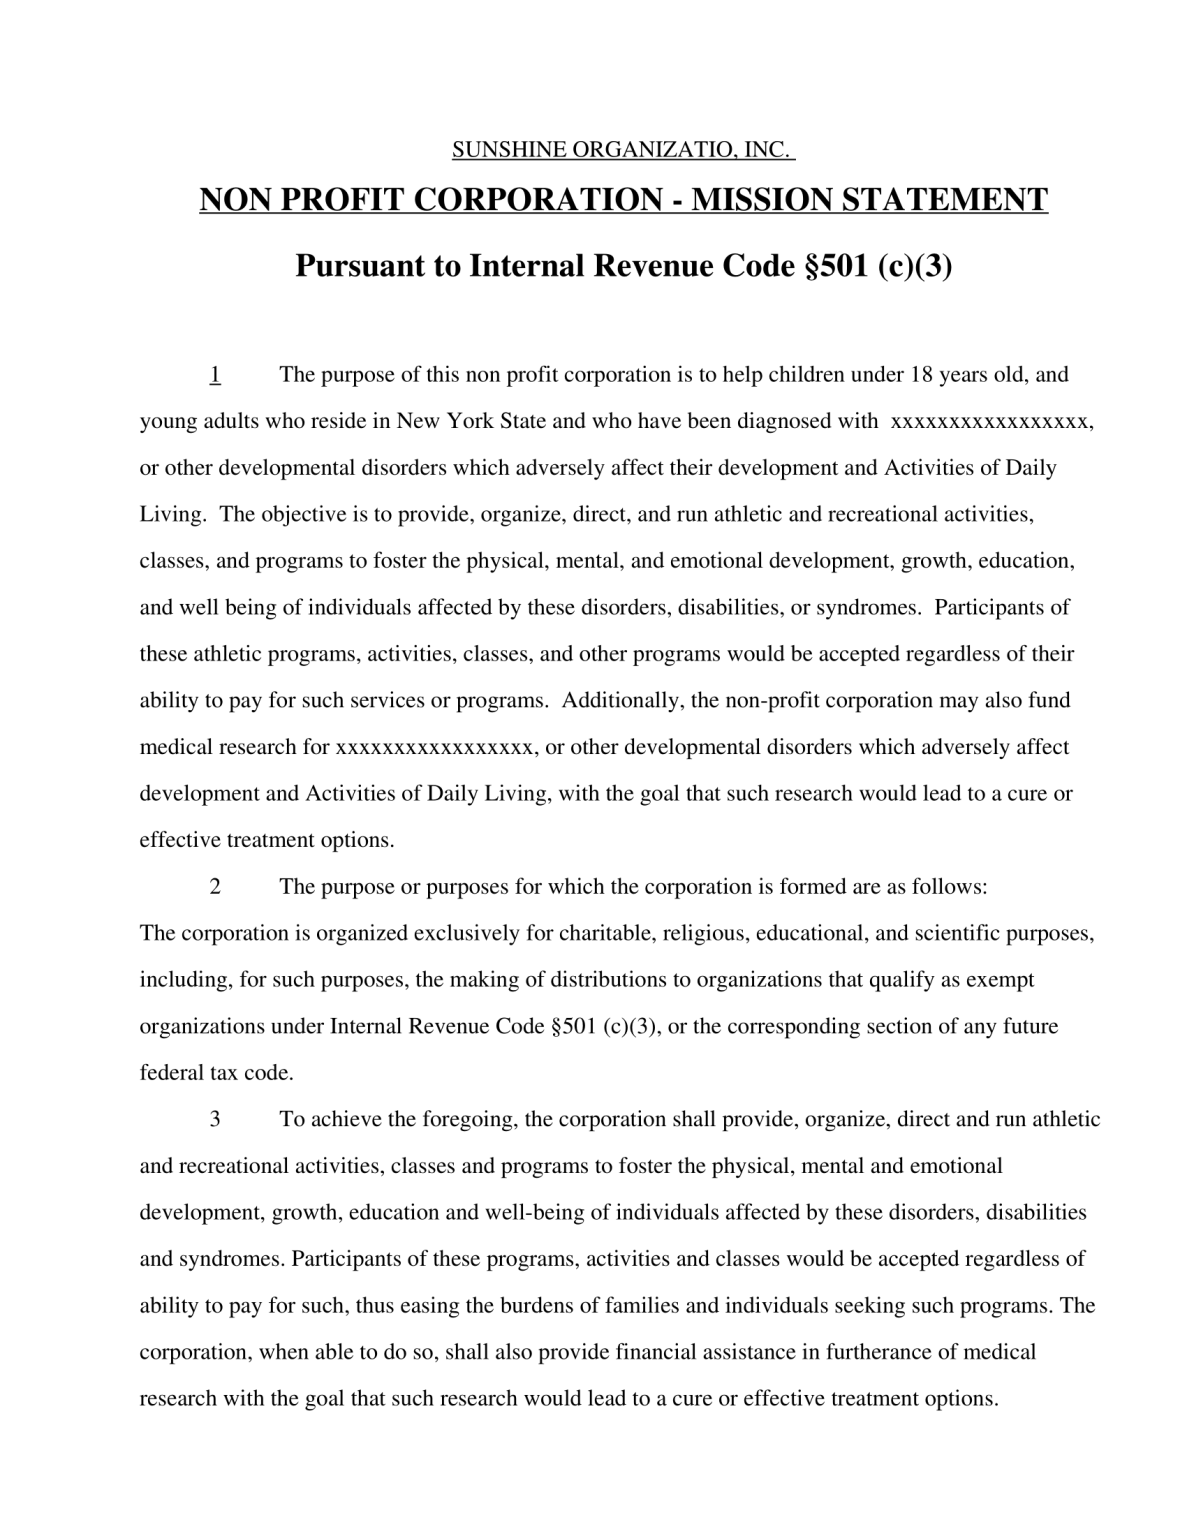 SUNSHINE ORGANIZATIO, INC.
NON PROFIT CORPORATION - MISSION STATEMENT
Pursuant to Internal Revenue Code §501 (c)(3)
1 The purpose of this non profit corporation is to help children under 18 years old, and
young adults who reside in New York State and who have been diagnosed with xxxxxxxxxxxxxxxxx,
or other developmental disorders which adversely affect their development and Activities of Daily
Living. The objective is to provide, organize, direct, and run athletic and recreational activities,
classes, and programs to foster the physical, mental, and emotional development, growth, education,
and well being of individuals affected by these disorders, disabilities, or syndromes. Participants of
these athletic programs, activities, classes, and other programs would be accepted regardless of their
ability to pay for such services or programs. Additionally, the non-profit corporation may also fund
medical research for xxxxxxxxxxxxxxxxx, or other developmental disorders which adversely affect
development and Activities of Daily Living, with the goal that such research would lead to a cure or
effective treatment options.
2 The purpose or purposes for which the corporation is formed are as follows:
The corporation is organized exclusively for charitable, religious, educational, and scientific purposes,
including, for such purposes, the making of distributions to organizations that qualify as exempt
organizations under Internal Revenue Code §501 (c)(3), or the corresponding section of any future
federal tax code.
3 To achieve the foregoing, the corporation shall provide, organize, direct and run athletic
and recreational activities, classes and programs to foster the physical, mental and emotional
development, growth, education and well-being of individuals affected by these disorders, disabilities
and syndromes. Participants of these programs, activities and classes would be accepted regardless of
ability to pay for such, thus easing the burdens of families and individuals seeking such programs. The
corporation, when able to do so, shall also provide financial assistance in furtherance of medical
research with the goal that such research would lead to a cure or effective treatment options.